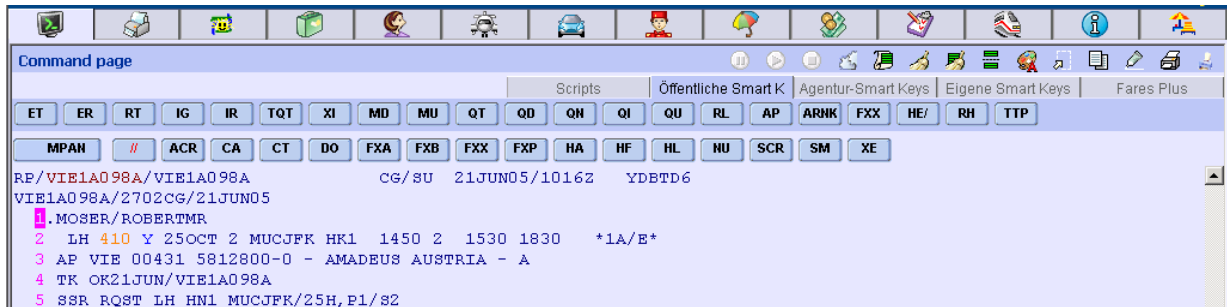 Command page
Scripts Öffentliche Smart K Agentur-Smart Keys Eigene Smart Keys Fares Plus
ET ER RT IG IR TQT XI MD MU QT QD QN QI QU RL AP ARNK FXX HE/ RH TTP
MPAN // ACR CA CT DO FXA FXB FXX FXP HA HF HL NU SCR SM XE
RP/VIE1A098A/VIE1A098A CG/SU 21JUN05/1016Z YDBTD6
VIE1A098A/2702CG/21JUN05
1.MOSER/ROBERTMR
2 LH 410 Y 25OCT 2 MUCJFK HK1 1450 2 1530 1830 *1A/E*
3 AP VIE 00431 5812800-0 - AMADEUS AUSTRIA - A
4 TK OK21JUN/VIE1A098A
5 SSR RQST LH HN1 MUCJFK/25H,P1/S2